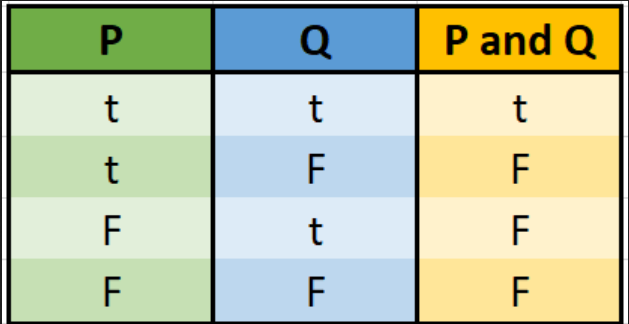 P Q P and Q
t t t
t F F
F t F
F F F